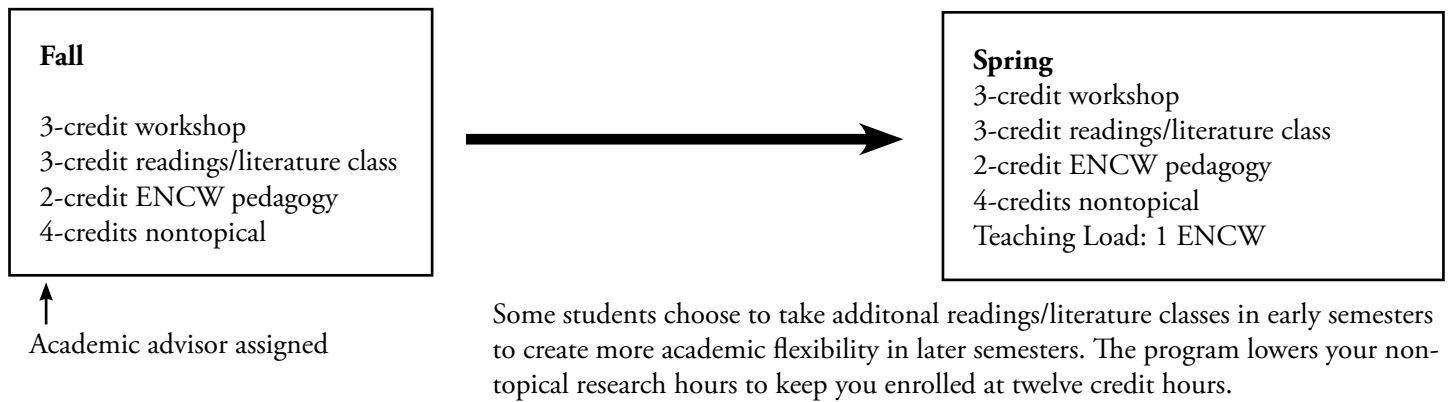 Fall
3-credit workshop
3-credit readings/literature class
2-credit ENCW pedagogy
4-credits nontopical
Academic advisor assigned
Spring
3-credit workshop
3-credit readings/literature class
2-credit ENCW pedagogy
4-credits nontopical
Teaching Load: 1 ENCW
Some students choose to take additonal readings/literature classes in early semesters
to create more academic flexibility in later semesters. The program lowers your non-
topical research hours to keep you enrolled at twelve credit hours.